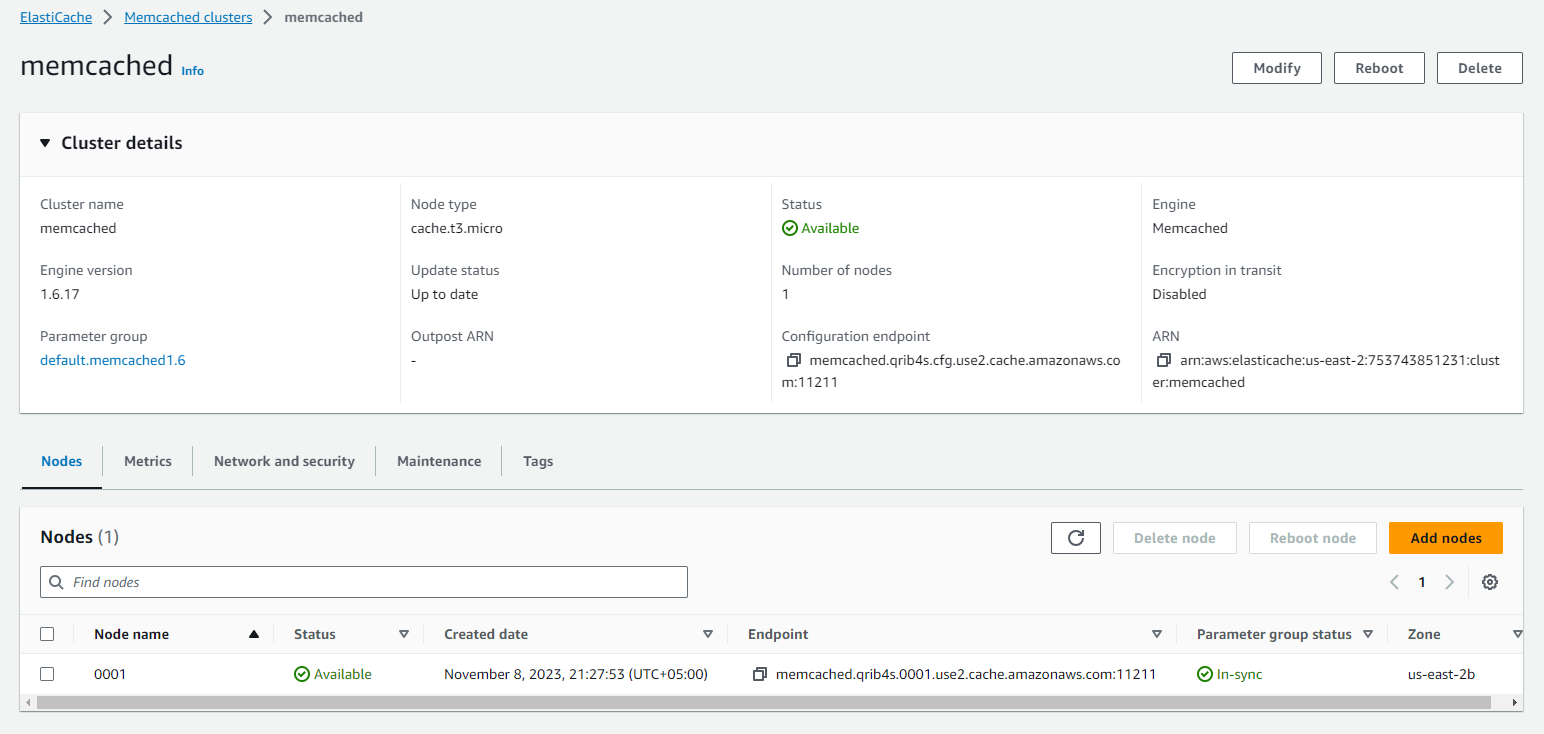 ElastiCache > Memcached clusters > memcached
memcached Info
Modify Reboot Delete
Cluster details
Cluster name
memcached
Node type
cache.t3.micro
Status
Available
Engine
Memcached
Engine version
1.6.17
Update status
Up to date
Number of nodes
1
Encryption in transit
Disabled
Parameter group
default.memcached1.6
Outpost ARN
-
Configuration endpoint
memcached.qrib4s.cfg.use2.cache.amazonaws.co
m:11211
ARN
arn:aws:elasticache:us-east-2:753743851231:clust
er:memcached
Nodes Metrics Network and security Maintenance Tags
Nodes (1)
Delete node Reboot node Add nodes
Find nodes
1
Node name Status Created date Endpoint Parameter group status Zone
0001 Available November 8, 2023, 21:27:53 (UTC+05:00) memcached.qrib4s.0001.use2.cache.amazonaws.com:11211 In-sync us-east-2b